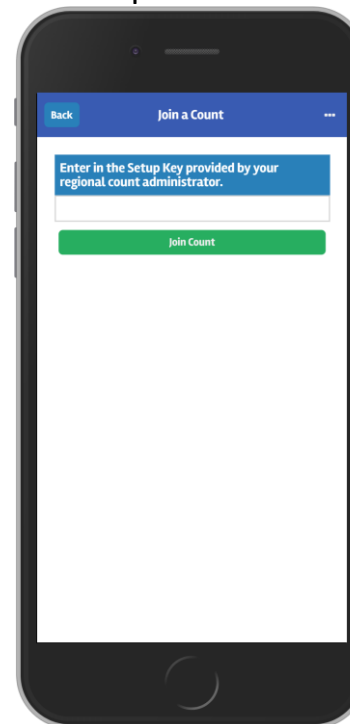 Back
Join a Count
Enter in the Setup Key provided by your
regional count administrator.
Join Count